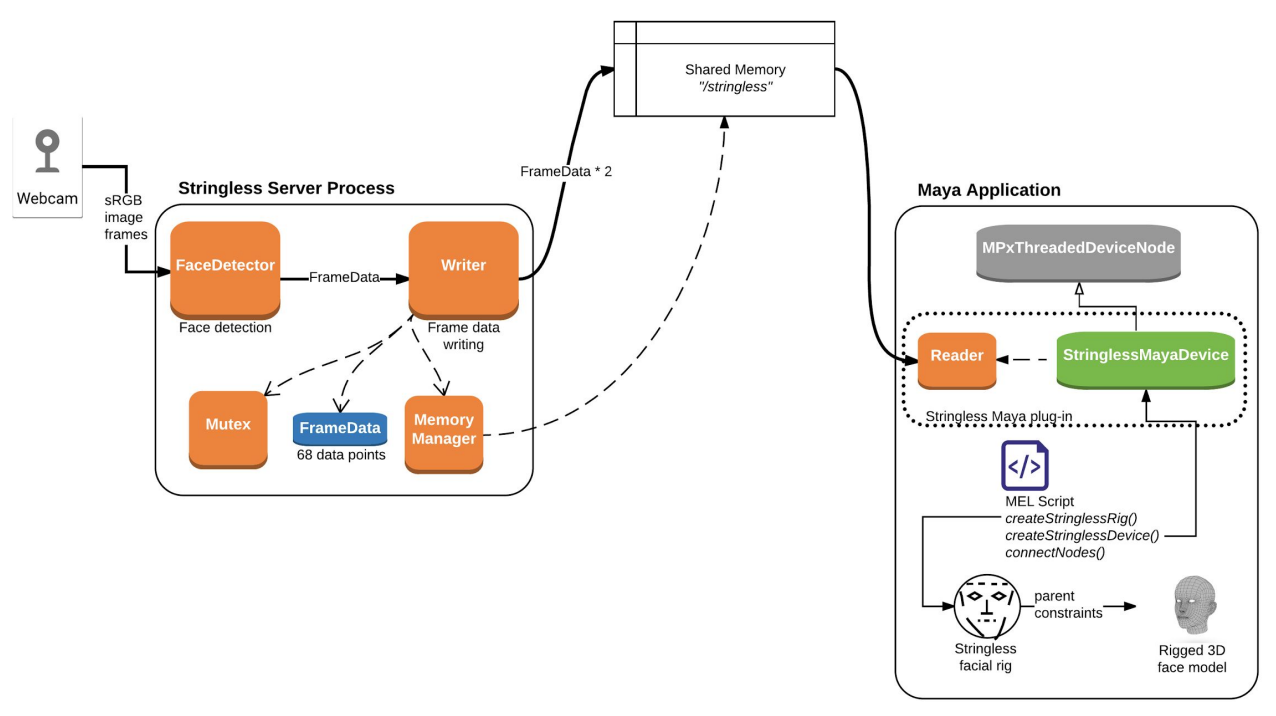 Shared Memory
"/stringless"
Webcam
sRGB
image
frames
FrameData * 2
Stringless Server Process
FaceDetector
Face detection
FrameData
Writer
Frame data
writing
Mutex
FrameData
68 data points
Memory
Manager
Maya Application
MPxThreadedDeviceNode
Reader
StringlessMayaDevice
Stringless Maya plug-in
</>
MEL Script
createStringlessRig()
createStringlessDevice()
connectNodes()
parent
constraints
Stringless
facial rig
Rigged 3D
face model